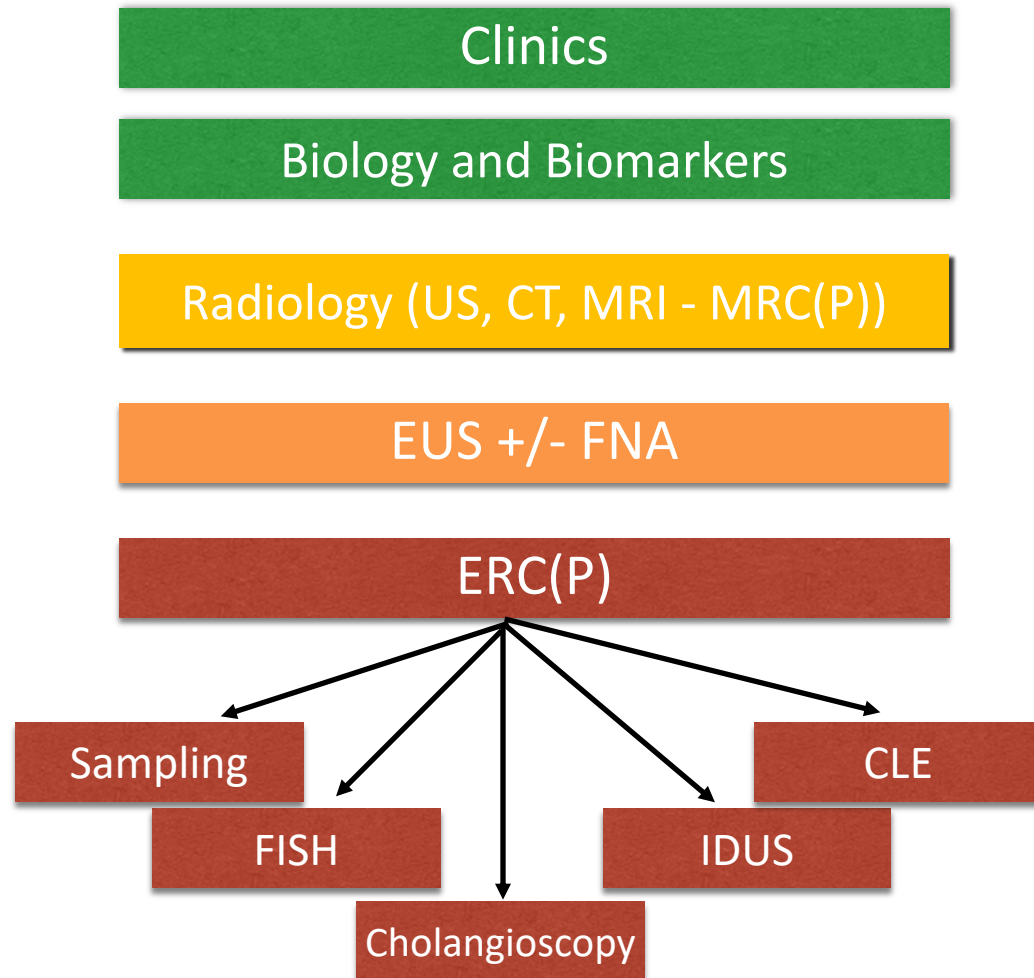 Clinics
Biology and Biomarkers
Radiology (US, CT, MRI - MRC(P))
EUS +/- FNA
ERC(P)
Sampling
CLE
FISH
IDUS
Cholangioscopy